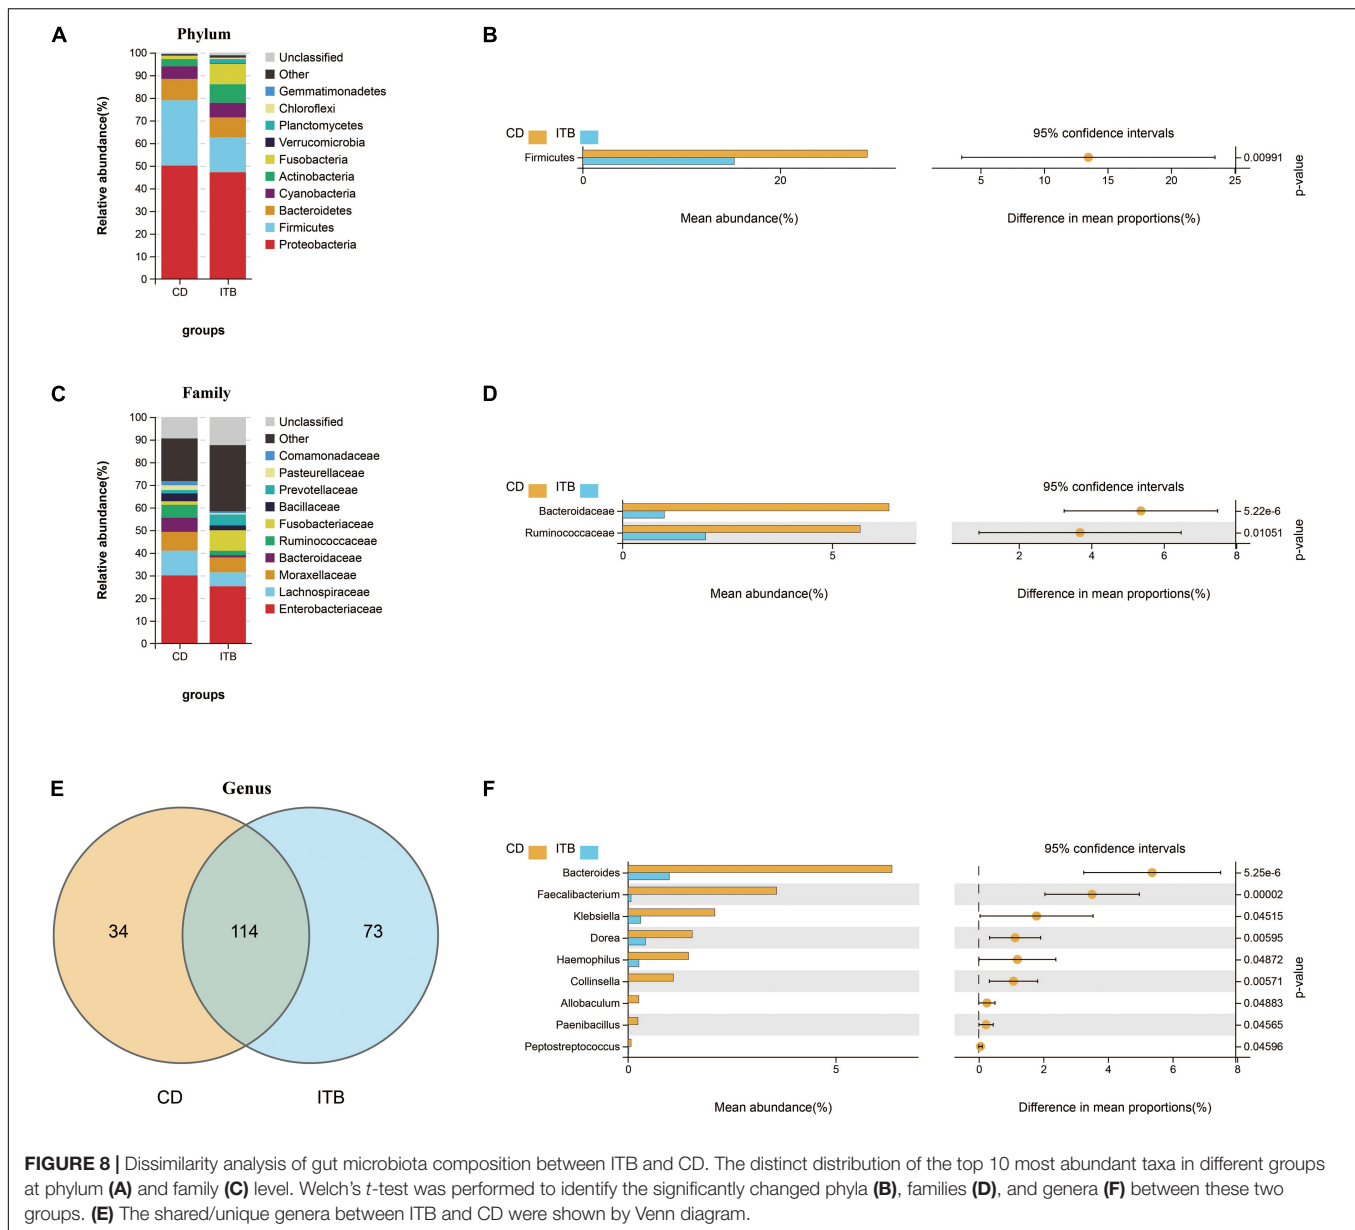 A
Phylum
Relative abundance(%)
100
90
80
70
60
50
40
30
20
10
0
CD
ITB
groups
Unclassified
Other
Gemmatimonadetes
Chloroflexi
Planctomycetes
Verrucomicrobia
Fusobacteria
Actinobacteria
Cyanobacteria
Bacteroidetes
Firmicutes
Proteobacteria
B
CD ITB
Firmicutes
0 20
Mean abundance(%)
95% confidence intervals
0.00991
5 10 15 20 25
Difference in mean proportions(%)
p-value
C
Family
Relative abundance(%)
100
90
80
70
60
50
40
30
20
10
0
CD
ITB
groups
Unclassified
Other
Comamonadaceae
Pasteurellaceae
Prevotellaceae
Bacillaceae
Fusobacteriaceae
Ruminococcaceae
Bacteroidaceae
Moraxellaceae
Lachnospiraceae
Enterobacteriaceae
D
CD ITB
Bacteroidaceae
Ruminococcaceae
0 5
Mean abundance(%)
95% confidence intervals
5.22e-6
0.01051
2 4 6 8
Difference in mean proportions(%)
p-value
E
Genus
34 114 73
CD ITB
F
CD ITB
Bacteroides
Faecalibacterium
Klebsiella
Dorea
Haemophilus
Collinsella
Allobaculum
Paenibacillus
Peptostreptococcus
0 5
Mean abundance(%)
95% confidence intervals
5.25e-6
0.00002
0.04515
0.00595
0.04872
0.00571
0.04883
0.04565
0.04596
0 2 4 6 8
Difference in mean proportions(%)
p-value
FIGURE 8 | Dissimilarity analysis of gut microbiota composition between ITB and CD. The distinct distribution of the top 10 most abundant taxa in different groups
at phylum (A) and family (C) level. Welch's t-test was performed to identify the significantly changed phyla (B), families (D), and genera (F) between these two
groups. (E) The shared/unique genera between ITB and CD were shown by Venn diagram.